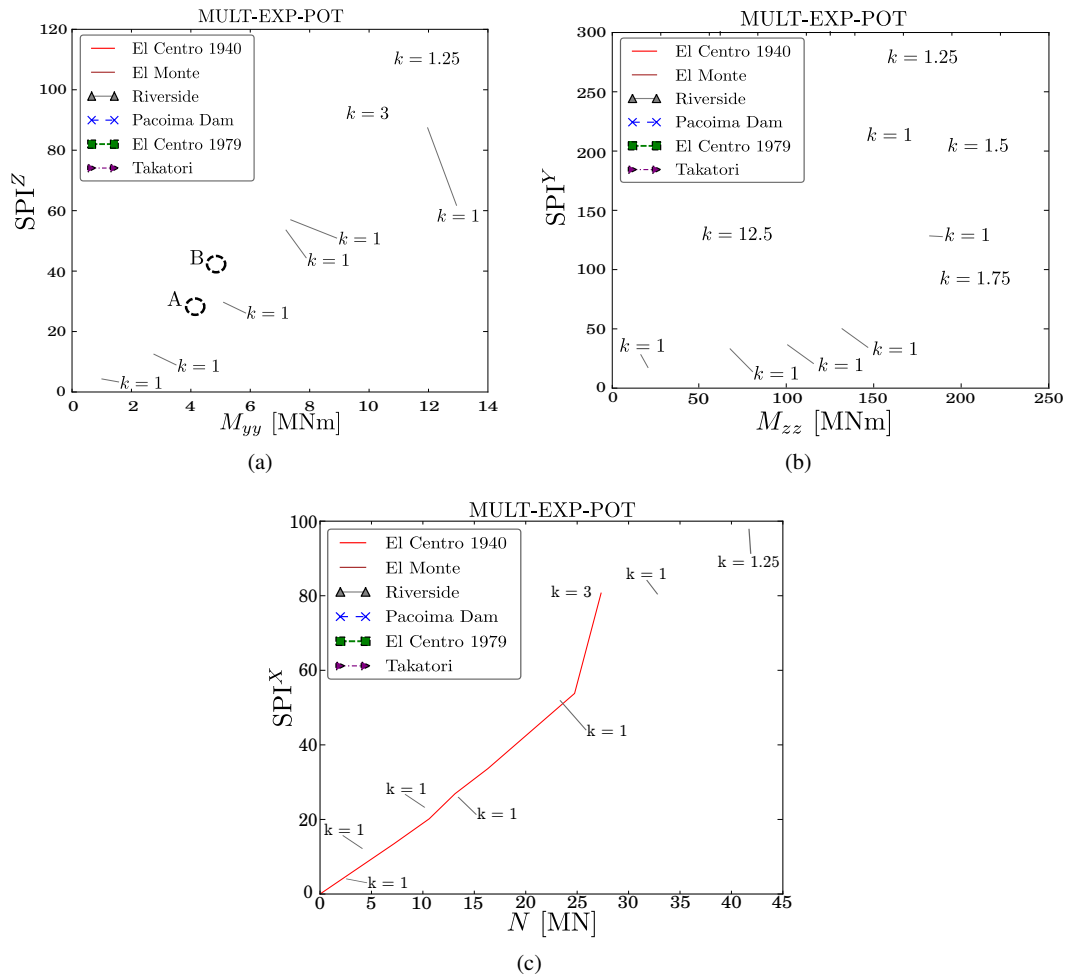 MULT-EXP-POT
El Centro 1940
El Monte
Riverside
Pacoima Dam
El Centro 1979
Takatori
SPI^Z
0
20
40
60
80
100
120
k = 1.25
k = 3
k = 1
k = 1
k = 1
B
A
k = 1
k = 1
k = 1
0 2 4 6 8 10 12 14
M_yy [MNm]
(a)
MULT-EXP-POT
El Centro 1940
El Monte
Riverside
Pacoima Dam
El Centro 1979
Takatori
SPI^Y
0
50
100
150
200
250
300
k = 1.25
k = 1
k = 1.5
k = 12.5
k = 1
k = 1.75
k = 1
k = 1
k = 1
k = 1
0 50 100 150 200 250
M_zz [MNm]
(b)
MULT-EXP-POT
El Centro 1940
El Monte
Riverside
Pacoima Dam
El Centro 1979
Takatori
SPI^X
0
20
40
60
80
100
k = 1.25
k = 1
k = 3
k = 1
k = 1
k = 1
k = 1
k = 1
0 5 10 15 20 25 30 35 40 45
N [MN]
(c)